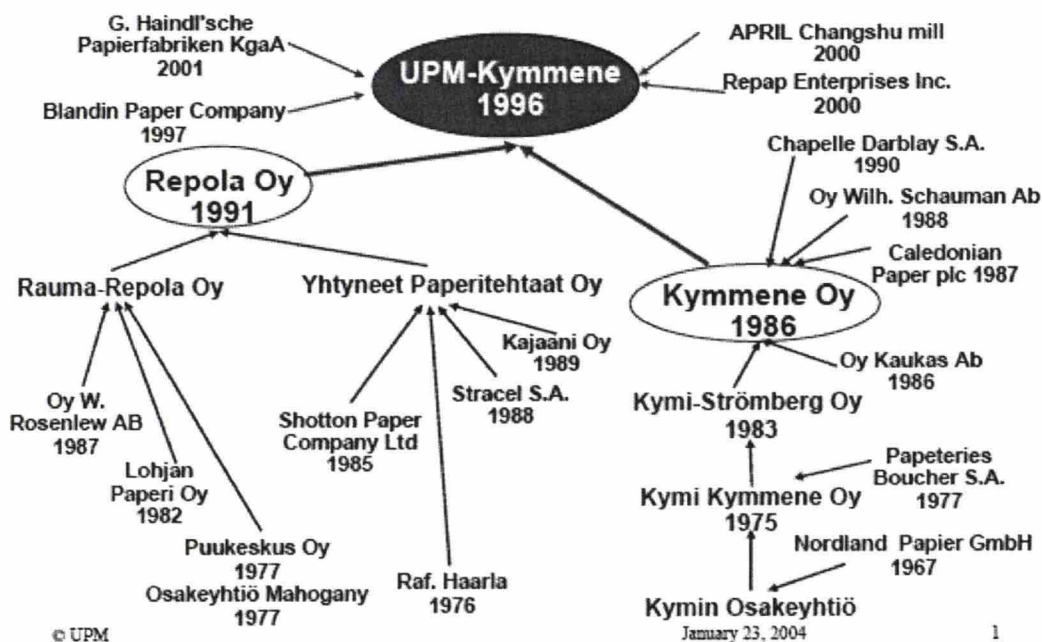 G. Haindl'sche
Papierfabriken KgaA
2001
Blandin Paper Company
1997
UPM-Kymmene
1996
APRIL Changshu mill
2000
Repap Enterprises Inc.
2000
Repola Oy
1991
Chapelle Darblay S.A.
1990
Oy Wilh. Schauman Ab
1988
Caledonian
Paper plc 1987
Rauma-Repola Oy
Yhtyneet Paperitehtaat Oy
Kymmene Oy
1986
Kajaani Oy
1989
Stracel S.A.
1988
Oy Kaukas Ab
1986
Oy W.
Rosenlew AB
1987
Shotton Paper
Company Ltd
1985
Kymi-Strömberg Oy
1983
Lohjan
Paperi Oy
1982
Papeteries
Boucher S.A.
1977
Kymi Kymmene Oy
1975
Puukeskus Oy
1977
Osakeyhtiö Mahogany
1977
Raf. Haarla
1976
Nordland Papier GmbH
1967
Kymin Osakeyhtiö
© UPM
January 23, 2004
1